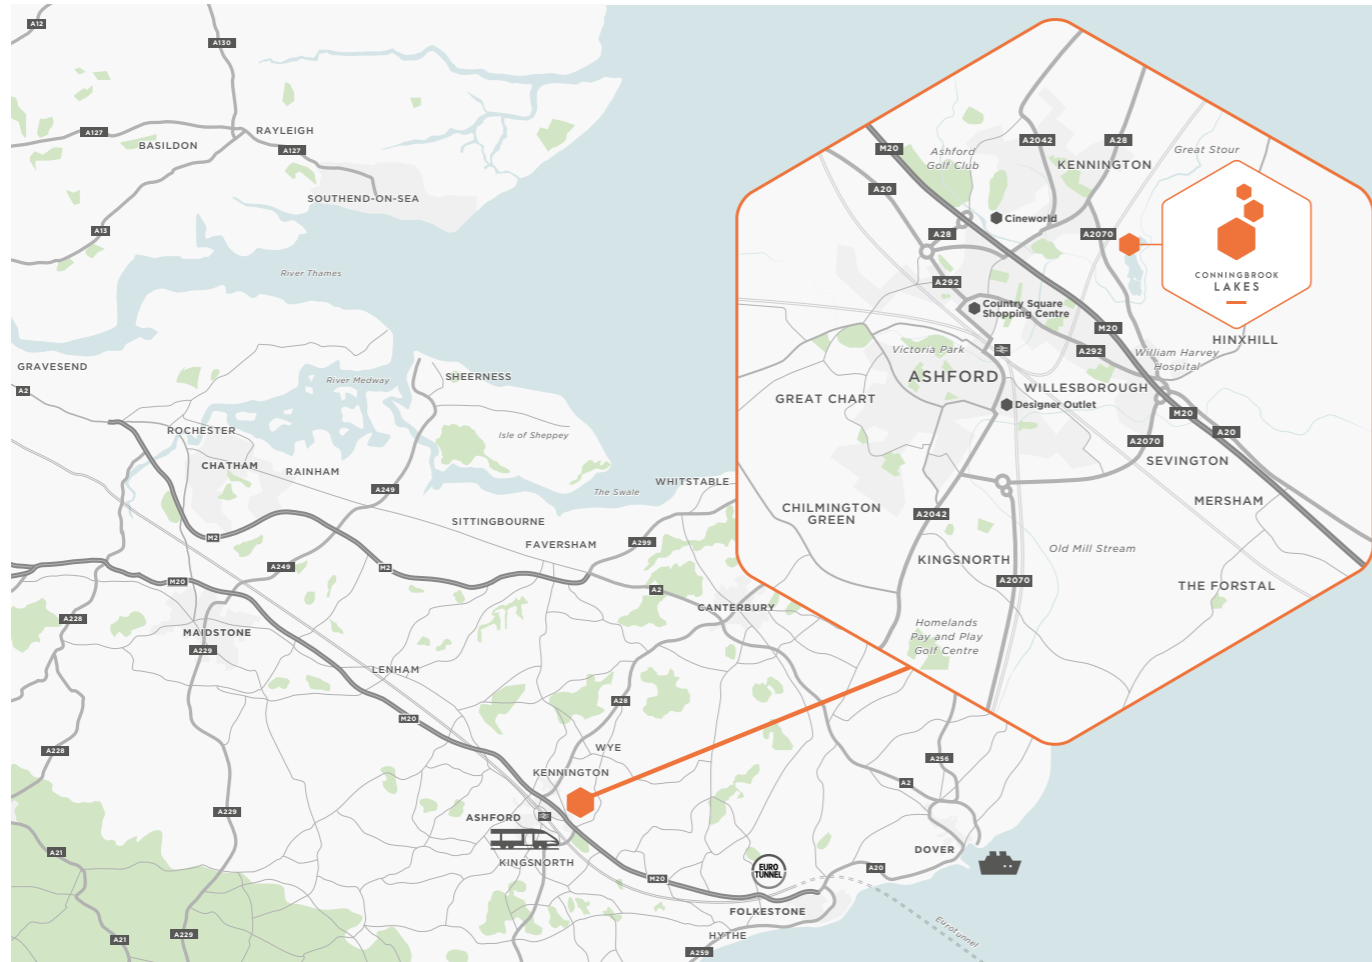 A12
A130
A127
BASILDON
RAYLEIGH
A127
SOUTHEND-ON-SEA
A13
River Thames
GRAVESEND
A2
River Medway
SHEERNESS
Isle of Sheppey
ROCHESTER
CHATHAM
RAINHAM
A249
The Swale
WHITSTABLE
SITTINGBOURNE
M2
FAVERSHAM
A299
A249
M2
M20
A2
CANTERBURY
A228
MAIDSTONE
A229
LENHAM
A28
M20
A228
WYE
KENNINGTON
A256
A2
A229
ASHFORD
KINGSNORTH
A21
DOVER
EURO
TUNNEL
A20
M20
FOLKESTONE
HYTHE
Eurotunnel
A21
A229
A259
M20
Ashford
Golf Club
A2042
A28
Great Stour
KENNINGTON
A20
Cineworld
A28
A2070
CONNINGBROOK
LAKES
A292
Country Square
Shopping Centre
M20
HINXHILL
Victoria Park
A292
William Harvey
Hospital
ASHFORD
WILLESBOROUGH
GREAT CHART
Designer Outlet
M20
A20
A2070
SEVINGTON
MERSHAM
CHILMINGTON
GREEN
A2042
KINGSNORTH
Old Mill Stream
A2070
THE FORSTAL
Homelands
Pay and Play
Golf Centre